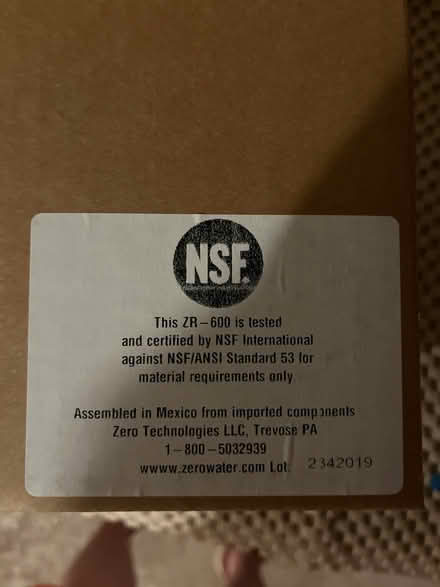 NSF®
This ZR-600 is tested
and certified by NSF International
against NSF/ANSI Standard 53 for
material requirements only.
Assembled in Mexico from imported components
Zero Technologies LLC, Trevose PA
1-800-5032939
www.zerowater.com Lot: 2342019